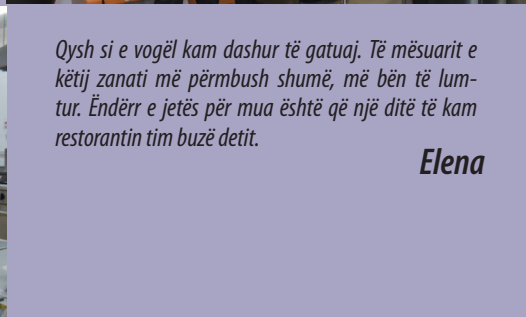 Qysh si e vogël kam dashur të gatuaj. Të mësuarit e
këtij zanati më përmbush shumë, më bën të lum-
tur. Ëndërr e jetës për mua është që një ditë të kam
restorantin tim buzë detit.
Elena